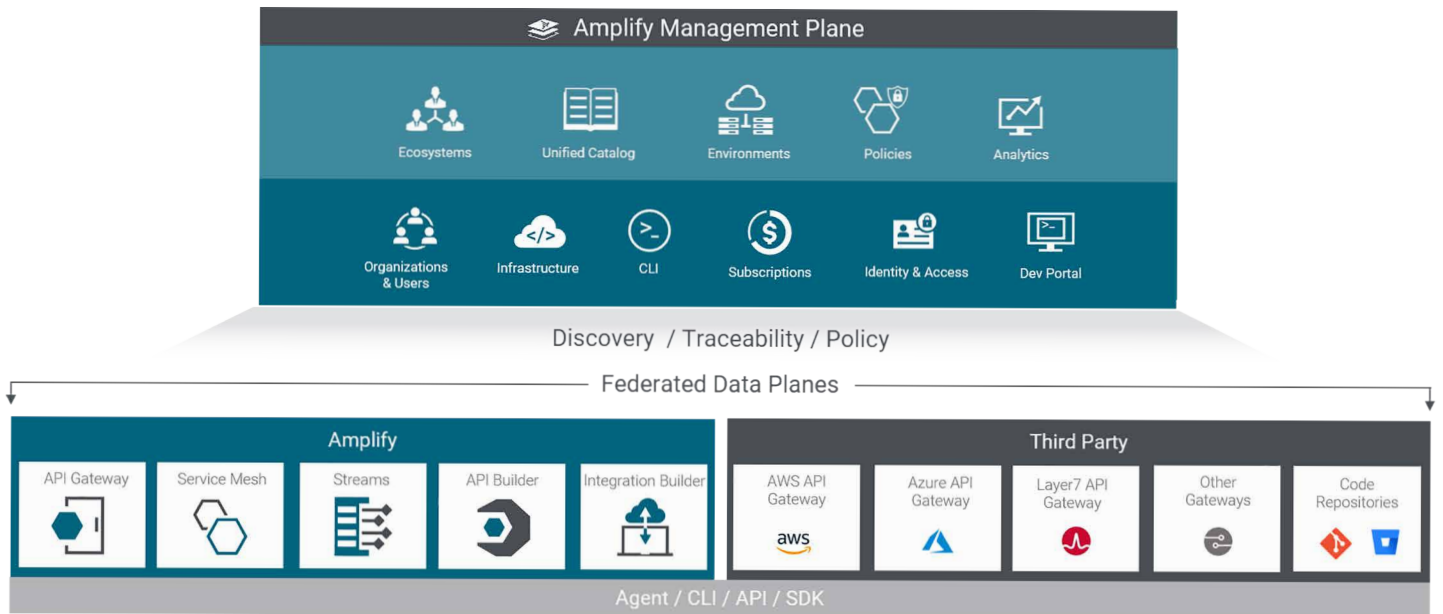 Amplify Management Plane
Ecosystems
Unified Catalog
Environments
Policies
Analytics
Organizations
& Users
</>
Infrastructure
>_
CLI
$
Subscriptions
Identity & Access
>_
Dev Portal
Discovery / Traceability / Policy
Federated Data Planes
Amplify
API Gateway
Service Mesh
Streams
API Builder
Integration Builder
Third Party
AWS API
Gateway
aws
Azure API
Gateway
Layer7 API
Gateway
Other
Gateways
Code
Repositories
Agent / CLI / API / SDK